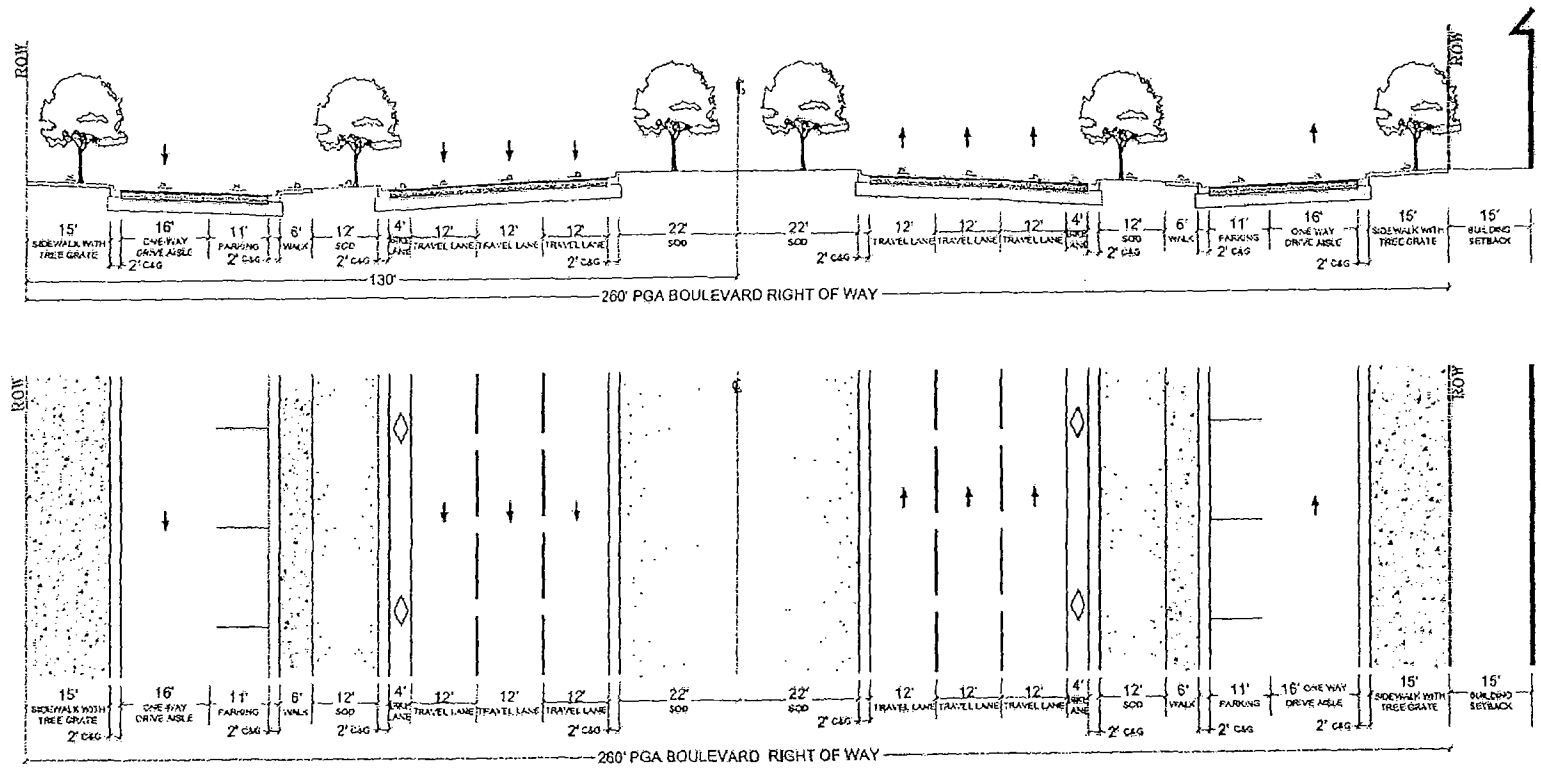 ROW
ROW
15' 16' 11' 6' 12' 4' 12' 12' 12' 22' 22' 12' 12' 12' 4' 12' 6' 11' 16' 15' 15'
SIDEWALK WITH TREE GRATE
ONE-WAY DRIVE AISLE
PARKING
WALK
SOD
BIKE LANE
TRAVEL LANE
TRAVEL LANE
TRAVEL LANE
SOD
SOD
TRAVEL LANE
TRAVEL LANE
TRAVEL LANE
BIKE LANE
SOD
WALK
PARKING
ONE WAY DRIVE AISLE
SIDEWALK WITH TREE GRATE
BUILDING SETBACK
2' C&G 2' C&G 2' C&G 2' C&G 2' C&G 2' C&G 2' C&G 2' C&G
130'
260' PGA BOULEVARD RIGHT OF WAY
ROW
ROW
15' 16' 11' 6' 12' 4' 12' 12' 12' 22' 22' 12' 12' 12' 4' 12' 6' 11' 16' ONE WAY 15' 15'
SIDEWALK WITH TREE GRATE
ONE-WAY DRIVE AISLE
PARKING
WALK
SOD
BIKE LANE
TRAVEL LANE
TRAVEL LANE
TRAVEL LANE
SOD
SOD
TRAVEL LANE
TRAVEL LANE
TRAVEL LANE
BIKE LANE
SOD
WALK
PARKING
DRIVE AISLE
SIDEWALK WITH TREE GRATE
BUILDING SETBACK
2' C&G 2' C&G 2' C&G 2' C&G 2' C&G 2' C&G 2' C&G 2' C&G
260' PGA BOULEVARD RIGHT OF WAY